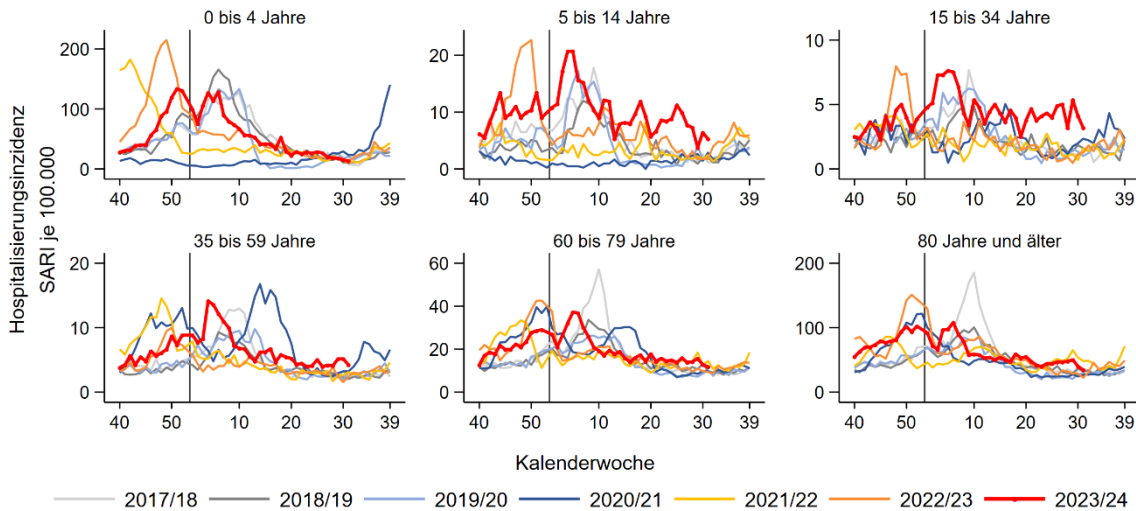 0 bis 4 Jahre
5 bis 14 Jahre
15 bis 34 Jahre
Hospitalisierungsinzidenz
SARI je 100.000
200
100
0
40 50 10 20 30 39
20
10
0
40 50 10 20 30 39
10
5
0
40 50 10 20 30 39
35 bis 59 Jahre
60 bis 79 Jahre
80 Jahre und älter
20
10
0
40 50 10 20 30 39
60
40
20
0
40 50 10 20 30 39
200
100
0
40 50 10 20 30 39
Kalenderwoche
2017/18 2018/19 2019/20 2020/21 2021/22 2022/23 2023/24